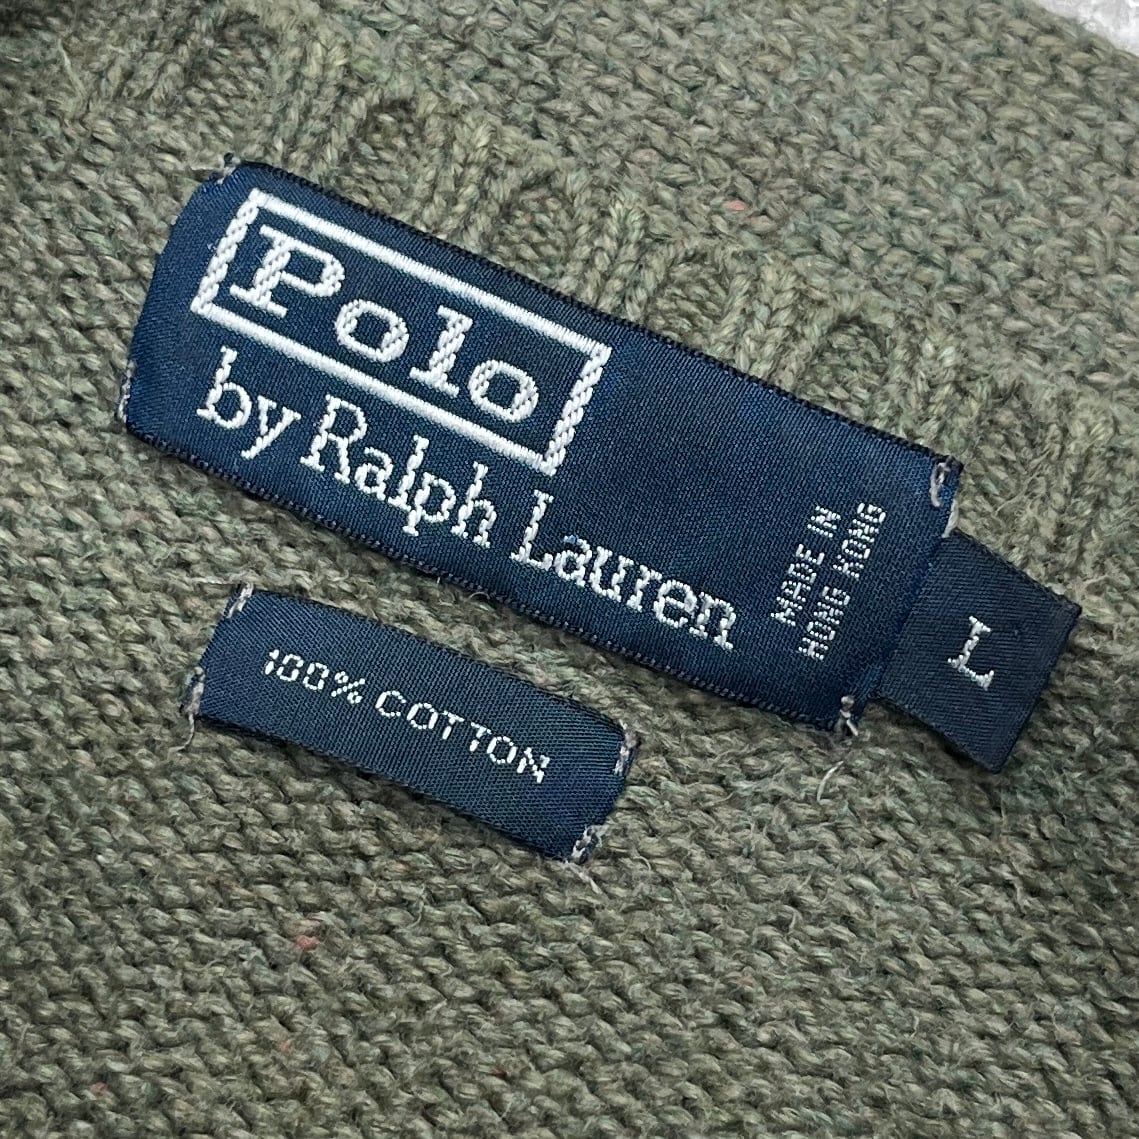 Polo
by Ralph Lauren
MADE IN
HONG KONG
L
100% COTTON